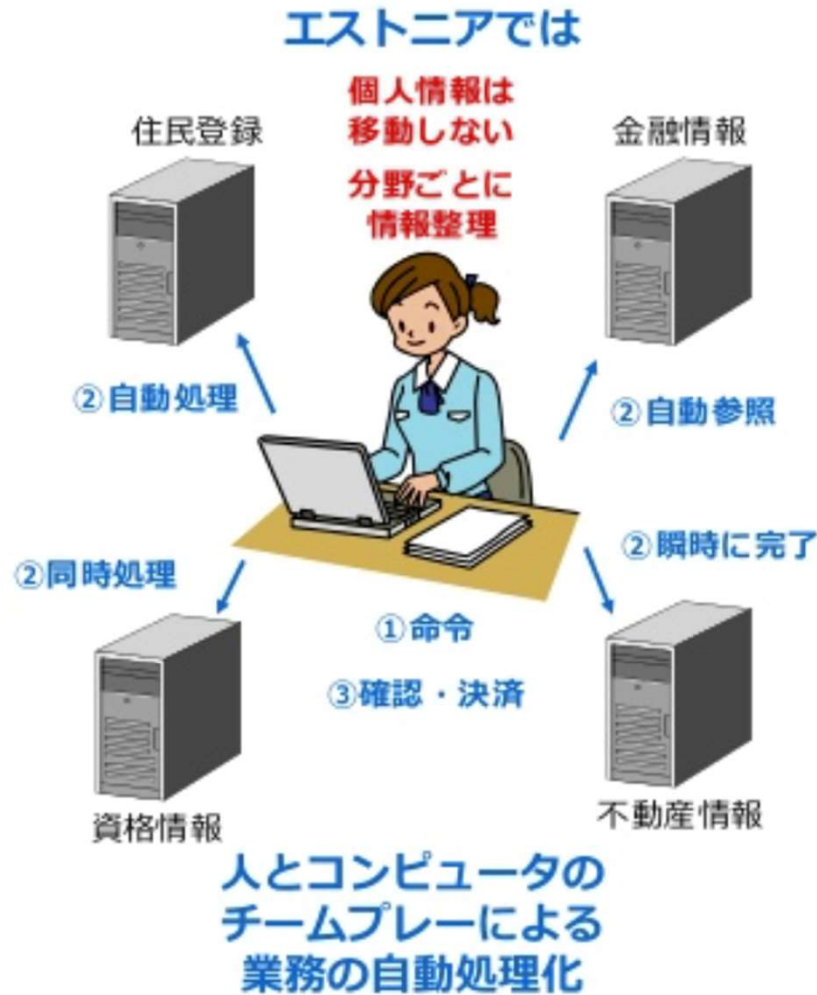 エストニアでは
個人情報は
移動しない
分野ごとに
情報整理
住民登録
金融情報
②自動処理
②自動参照
②同時処理
②瞬時に完了
①命令
③確認・決済
資格情報
不動産情報
人とコンピュータの
チームプレーによる
業務の自動処理化